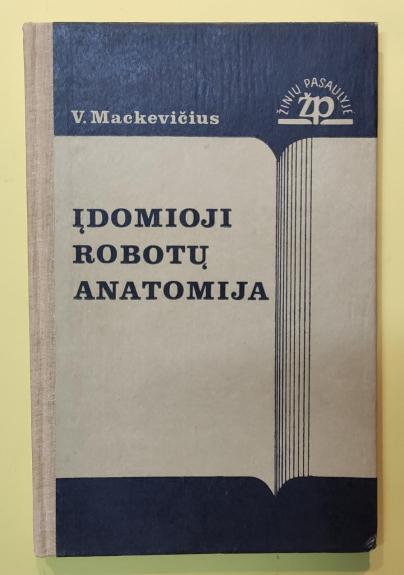 ŽINIŲ PASAULYJE
ŽP
V. Mackevičius
ĮDOMIOJI
ROBOTŲ
ANATOMIJA